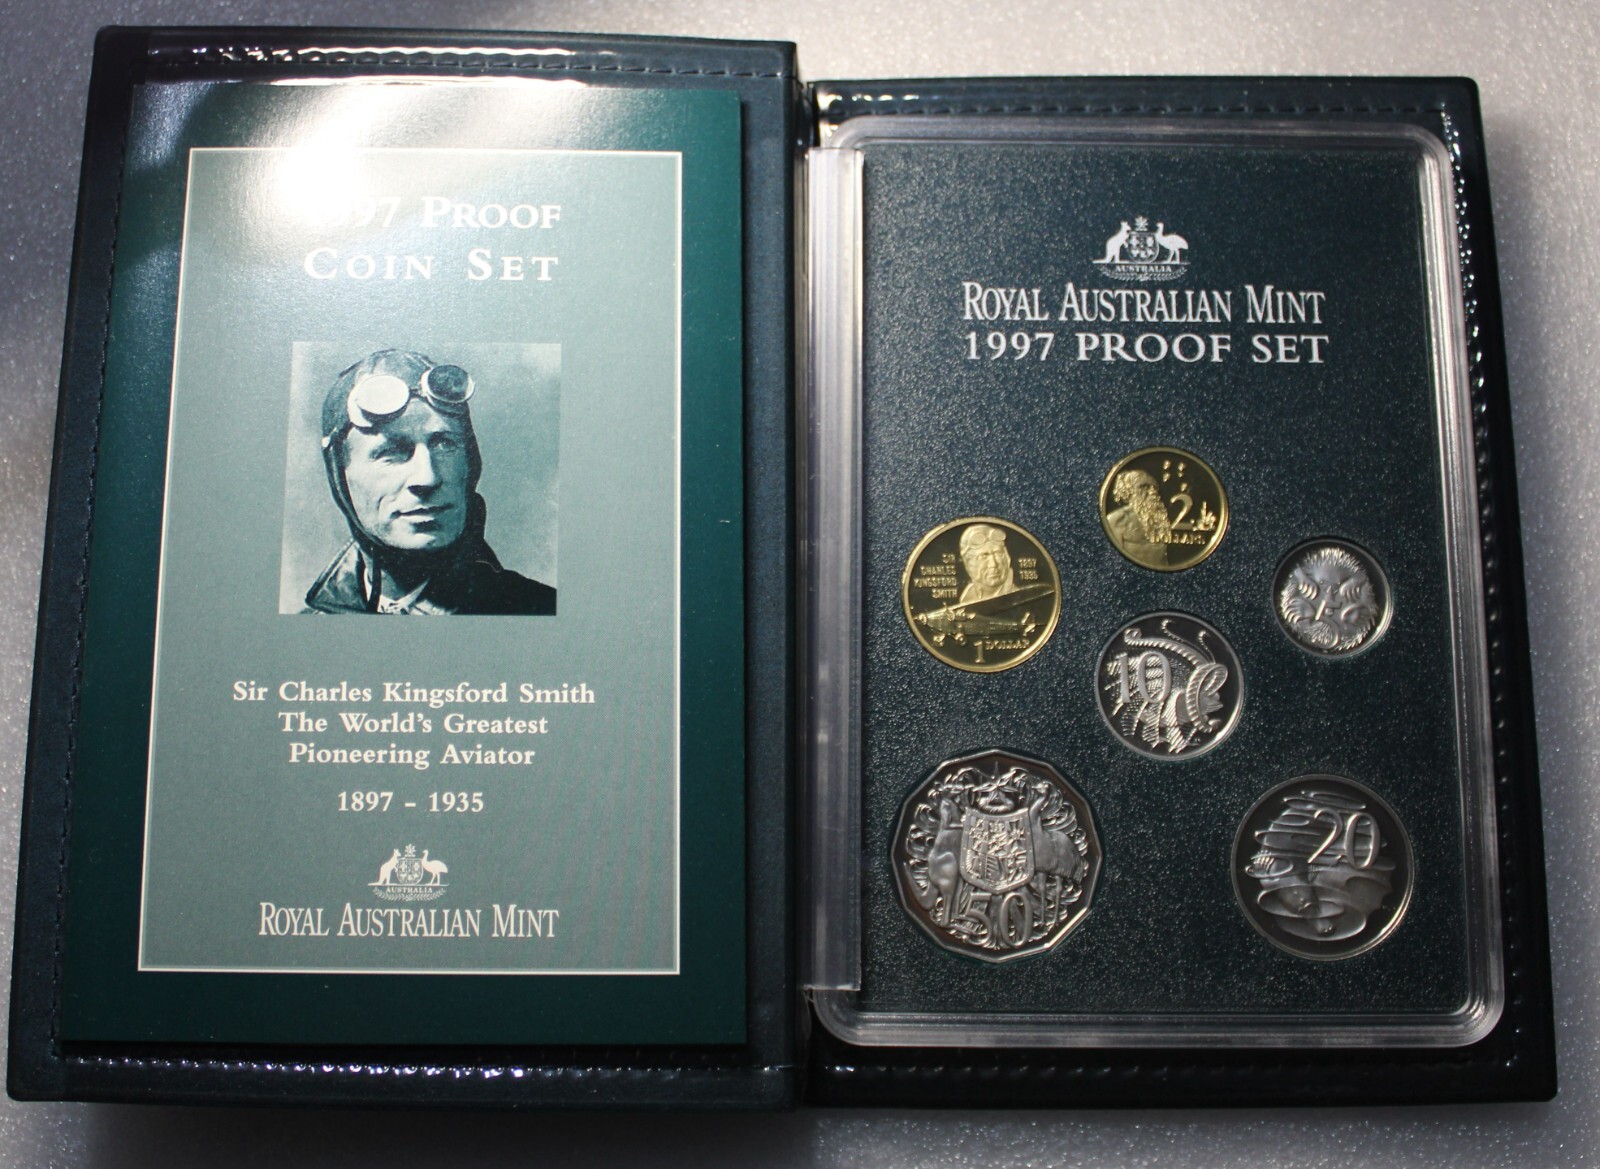 1997 PROOF
COIN SET
Sir Charles Kingsford Smith
The World's Greatest
Pioneering Aviator
1897 - 1935
AUSTRALIA
ROYAL AUSTRALIAN MINT
AUSTRALIA
ROYAL AUSTRALIAN MINT
1997 PROOF SET
2
DOLLARS
SIR
CHARLES
KINGSFORD
SMITH
1897
1935
1 DOLLAR
10
50
20